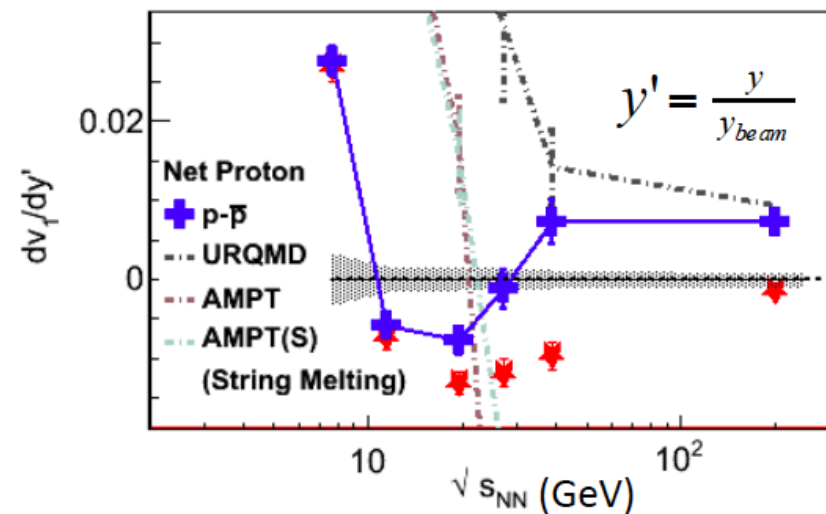 y' = y / y_beam
0.02
Net Proton
p-p̅
URQMD
0
AMPT
AMPT(S)
(String Melting)
dv₁/dy'
10
10²
√ s_NN (GeV)